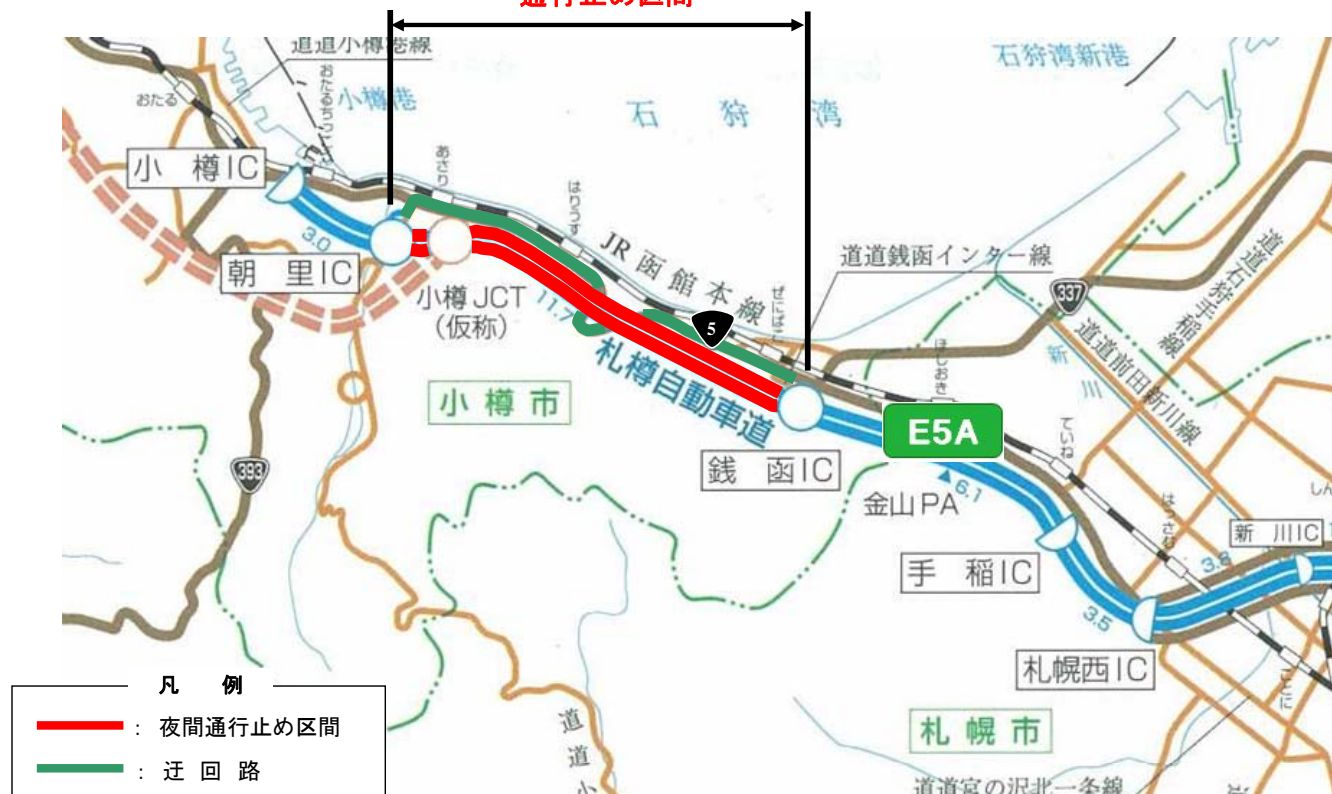 通行止め区間
道道小樽港線
石狩湾新港
おたる
小樽港
石狩湾
あさり
小樽IC
はりうす
JR函館本線
道道銭函インター線
3.0
朝里IC
小樽JCT
(仮称)
11.7
ぜにばこ
5
337
道道石狩手稲線
新川
道道前田新川線
ほしおき
札樽自動車道
小樽市
E5A
ていね
393
銭函IC
▲6.1
金山PA
はっさむ
しん
新川IC
3.8
手稲IC
3.5
札幌西IC
ことに
凡例
: 夜間通行止め区間
: 迂回路
道道小
札幌市
道道宮の沢北一条線